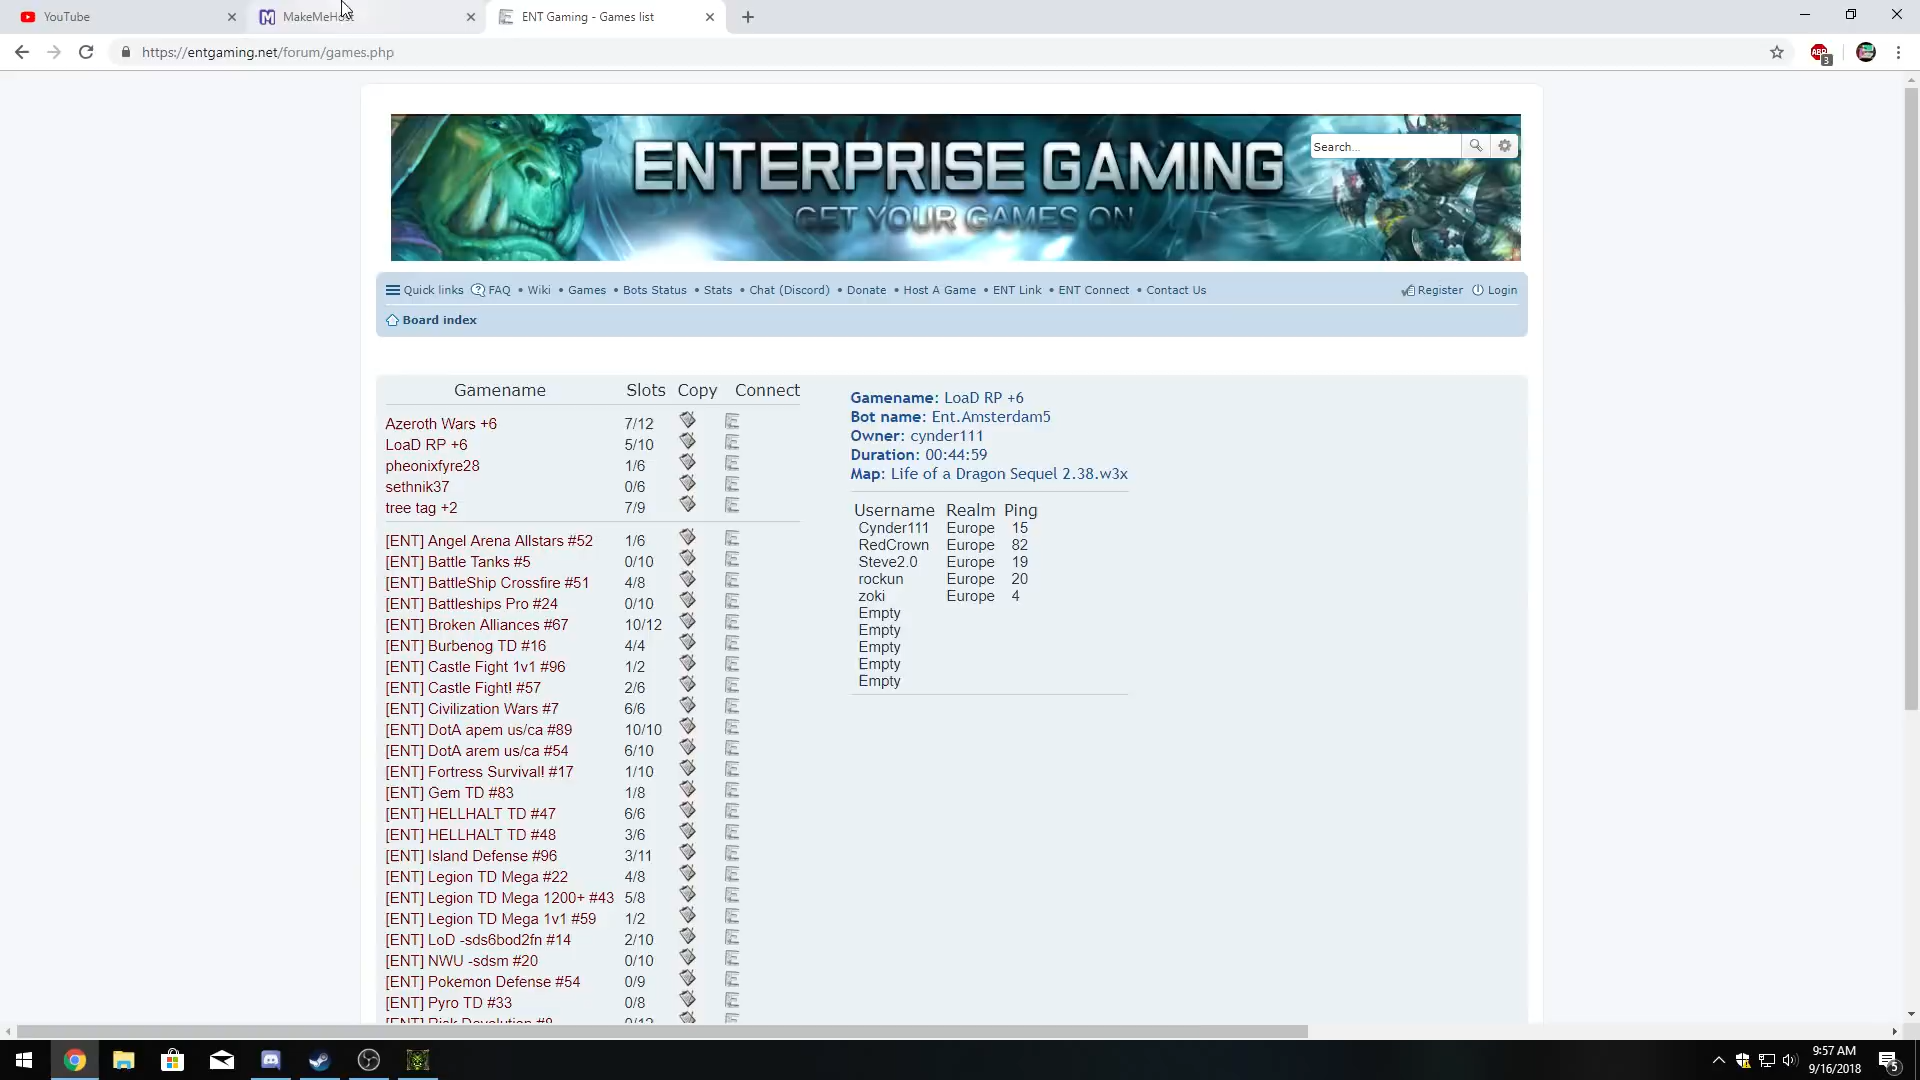 YouTube
MakeMeHost
ENT Gaming - Games list
https://entgaming.net/forum/games.php
ABP
3
ENTERPRISE GAMING
GET YOUR GAMES ON
Search...
Quick links
FAQ
• Wiki
• Games
• Bots Status
• Stats
• Chat (Discord)
• Donate
• Host A Game
• ENT Link
• ENT Connect
• Contact Us
Register
Login
Board index
Gamename Slots Copy Connect
Azeroth Wars +6 7/12
LoaD RP +6 5/10
pheonixfyre28 1/6
sethnik37 0/6
tree tag +2 7/9
[ENT] Angel Arena Allstars #52 1/6
[ENT] Battle Tanks #5 0/10
[ENT] BattleShip Crossfire #51 4/8
[ENT] Battleships Pro #24 0/10
[ENT] Broken Alliances #67 10/12
[ENT] Burbenog TD #16 4/4
[ENT] Castle Fight 1v1 #96 1/2
[ENT] Castle Fight! #57 2/6
[ENT] Civilization Wars #7 6/6
[ENT] DotA apem us/ca #89 10/10
[ENT] DotA arem us/ca #54 6/10
[ENT] Fortress Survival! #17 1/10
[ENT] Gem TD #83 1/8
[ENT] HELLHALT TD #47 6/6
[ENT] HELLHALT TD #48 3/6
[ENT] Island Defense #96 3/11
[ENT] Legion TD Mega #22 4/8
[ENT] Legion TD Mega 1200+ #43 5/8
[ENT] Legion TD Mega 1v1 #59 1/2
[ENT] LoD -sds6bod2fn #14 2/10
[ENT] NWU -sdsm #20 0/10
[ENT] Pokemon Defense #54 0/9
[ENT] Pyro TD #33 0/8
Gamename: LoaD RP +6
Bot name: Ent.Amsterdam5
Owner: cynder111
Duration: 00:44:59
Map: Life of a Dragon Sequel 2.38.w3x
Username Realm Ping
Cynder111 Europe 15
RedCrown Europe 82
Steve2.0 Europe 19
rockun Europe 20
zoki Europe 4
Empty
Empty
Empty
Empty
Empty
9:57 AM
9/16/2018
5